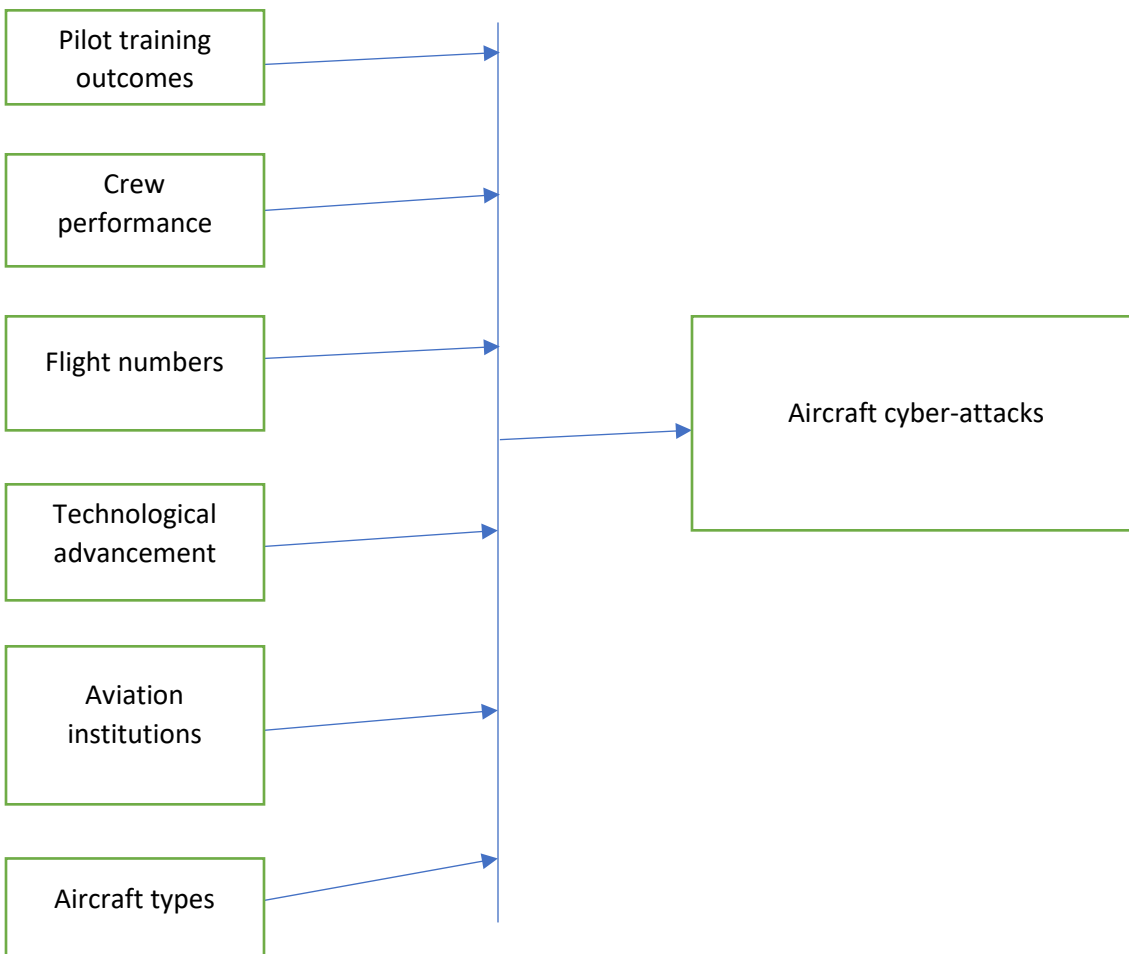 Pilot training
outcomes
Crew
performance
Flight numbers
Aircraft cyber-attacks
Technological
advancement
Aviation
institutions
Aircraft types